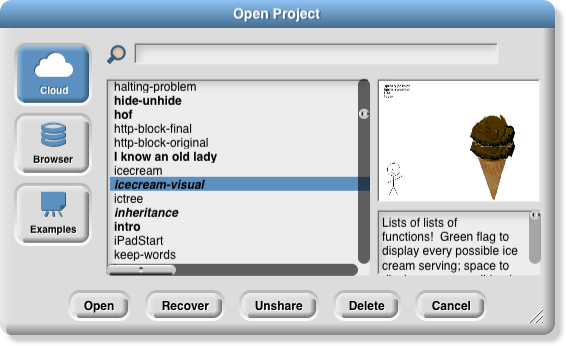 Open Project
Cloud
Browser
Examples
halting-problem
hide-unhide
hof
http-block-final
http-block-original
I know an old lady
icecream
icecream-visual
ictree
inheritance
intro
iPadStart
keep-words
Lists of lists of
functions! Green flag to
display every possible ice
cream serving; space to
Open
Recover
Unshare
Delete
Cancel